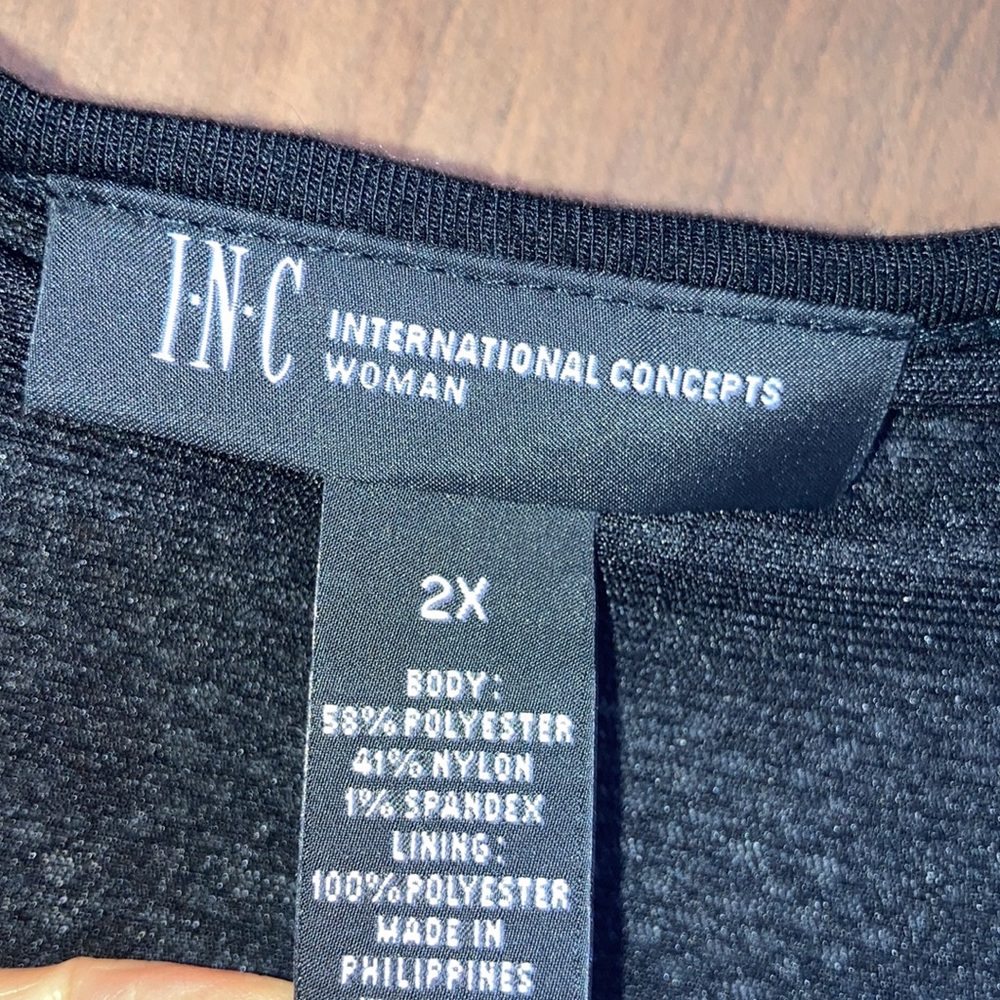 I·N·C INTERNATIONAL CONCEPTS
WOMAN
2X
BODY:
58% POLYESTER
41% NYLON
1% SPANDEX
LINING:
100% POLYESTER
MADE IN
PHILIPPINES